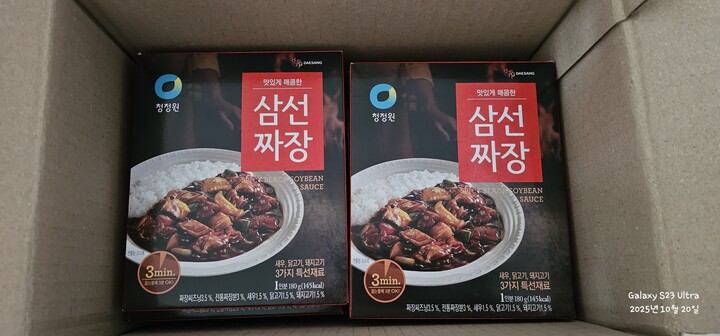 DAESANG
청정원
맛있게 매콤한
삼선
짜장
BLACK SOYBEAN
SAUCE
3min.
새우, 닭고기, 돼지고기
3가지 특선재료
1인분 180g(145kcal)
DAESANG
청정원
맛있게 매콤한
삼선
짜장
BLACK SOYBEAN
SAUCE
3min.
새우, 닭고기, 돼지고기
3가지 특선재료
1인분 180g(145kcal)
Galaxy S23 Ultra
2025년 10월 20일